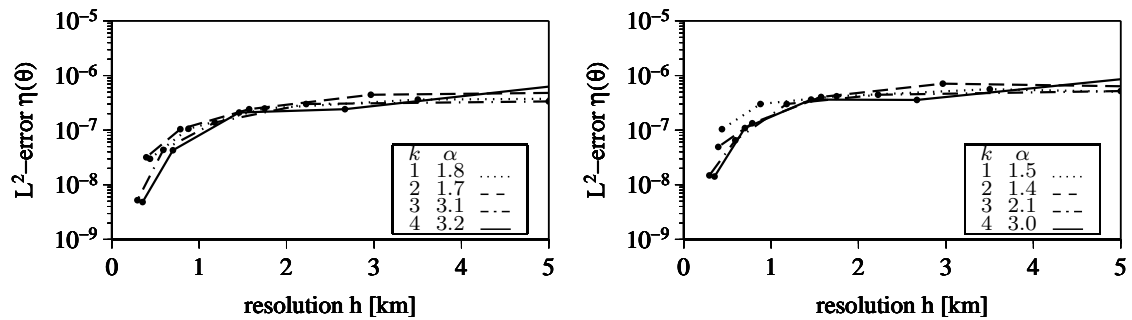 L²−error η(θ)
10⁻⁵
10⁻⁶
10⁻⁷
10⁻⁸
10⁻⁹
0 1 2 3 4 5
resolution h [km]
k α
1 1.8
2 1.7
3 3.1
4 3.2
L²−error η(θ)
10⁻⁵
10⁻⁶
10⁻⁷
10⁻⁸
10⁻⁹
0 1 2 3 4 5
resolution h [km]
k α
1 1.5
2 1.4
3 2.1
4 3.0